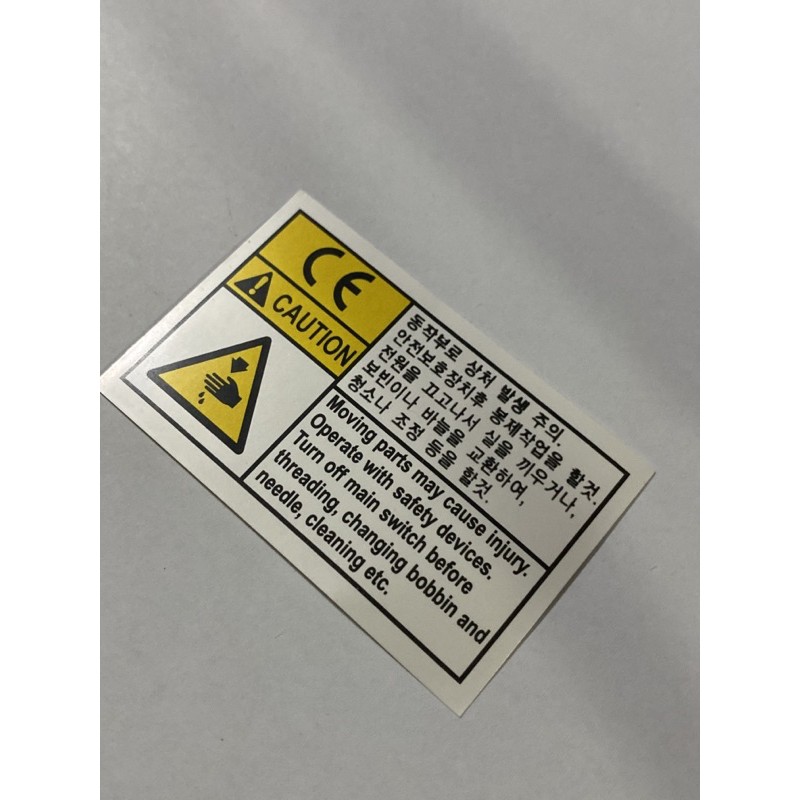 CE
CAUTION
동작부로 상처 발생 주의.
안전보호장치후 봉제작업을 할것.
전원을 끄고나서 실을 끼우거나,
보빈이나 바늘을 교환하여,
청소나 조정 등을 할것.
Moving parts may cause injury.
Operate with safety devices.
Turn off main switch before
threading, changing bobbin and
needle, cleaning etc.